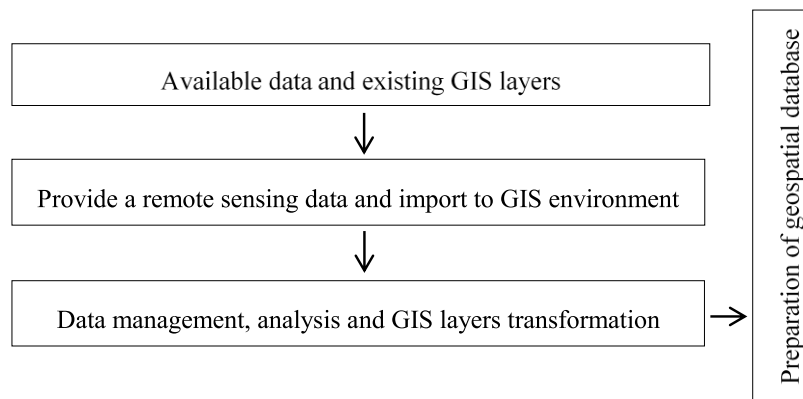 Available data and existing GIS layers
Provide a remote sensing data and import to GIS environment
Data management, analysis and GIS layers transformation
Preparation of geospatial database